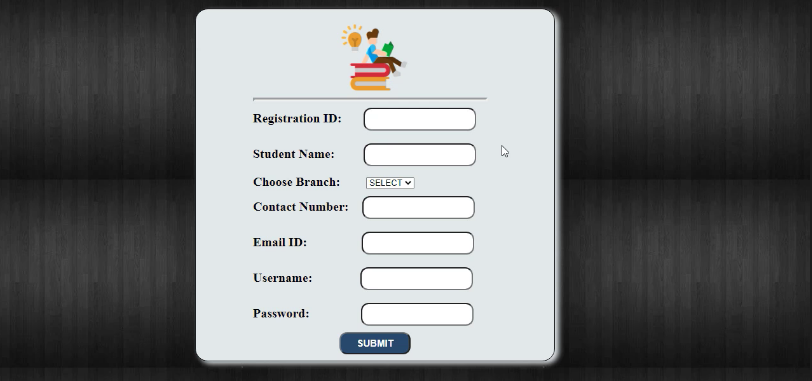 Registration ID:
Student Name:
Choose Branch: SELECT
Contact Number:
Email ID:
Username:
Password:
SUBMIT